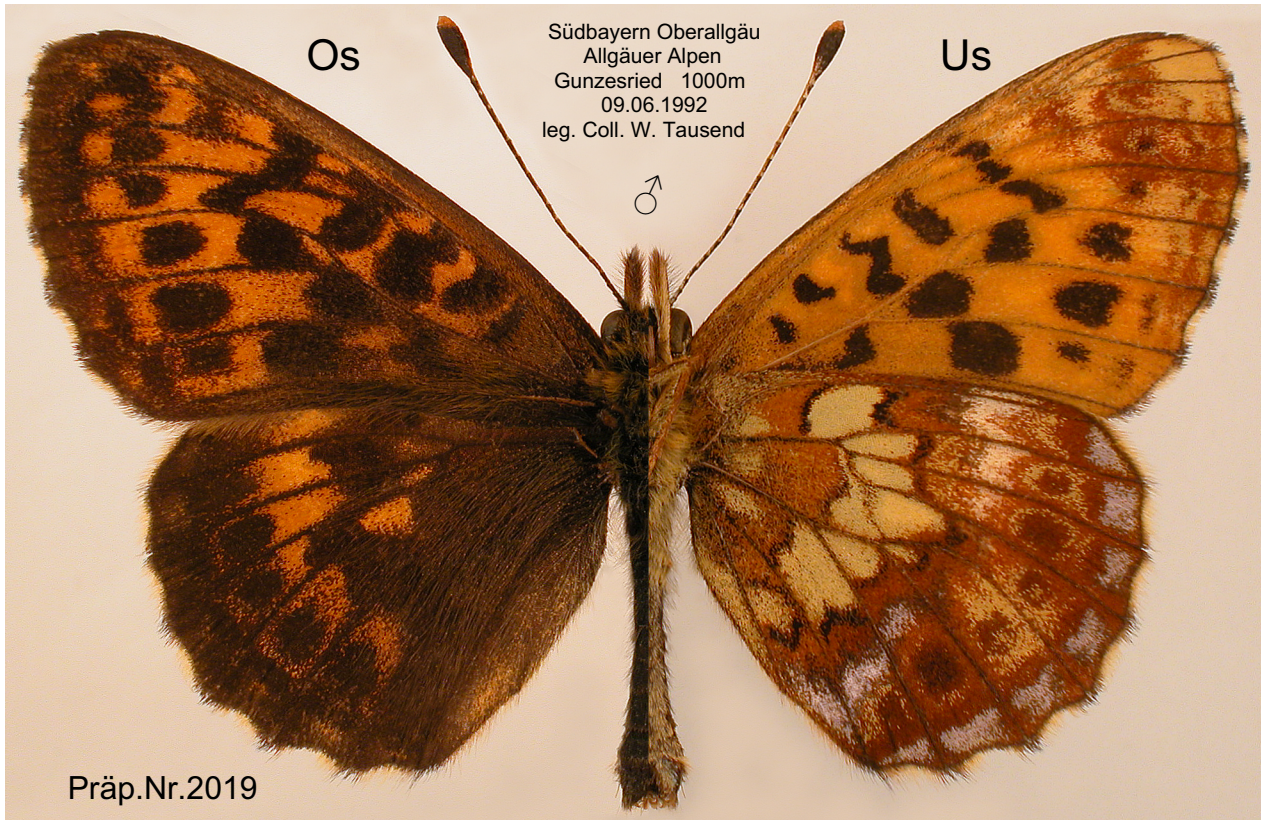 Os
Südbayern Oberallgäu
Allgäuer Alpen
Gunzesried 1000m
09.06.1992
leg. Coll. W. Tausend
♂
Us
Präp.Nr.2019